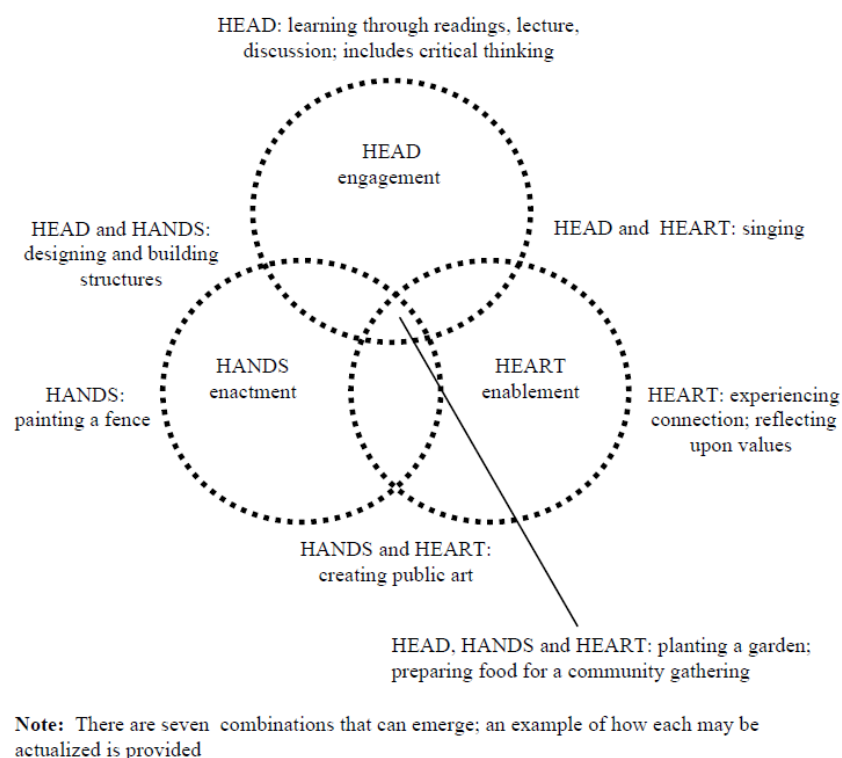 HEAD: learning through readings, lecture,
discussion; includes critical thinking
HEAD
engagement
HEAD and HANDS:
designing and building
structures
HEAD and  HEART: singing
HANDS
enactment
HEART
enablement
HANDS:
painting a fence
HEART: experiencing
connection; reflecting
upon values
HANDS and HEART:
creating public art
HEAD, HANDS and HEART: planting a garden;
preparing food for a community gathering
Note:  There are seven  combinations that can emerge; an example of how each may be
actualized is provided